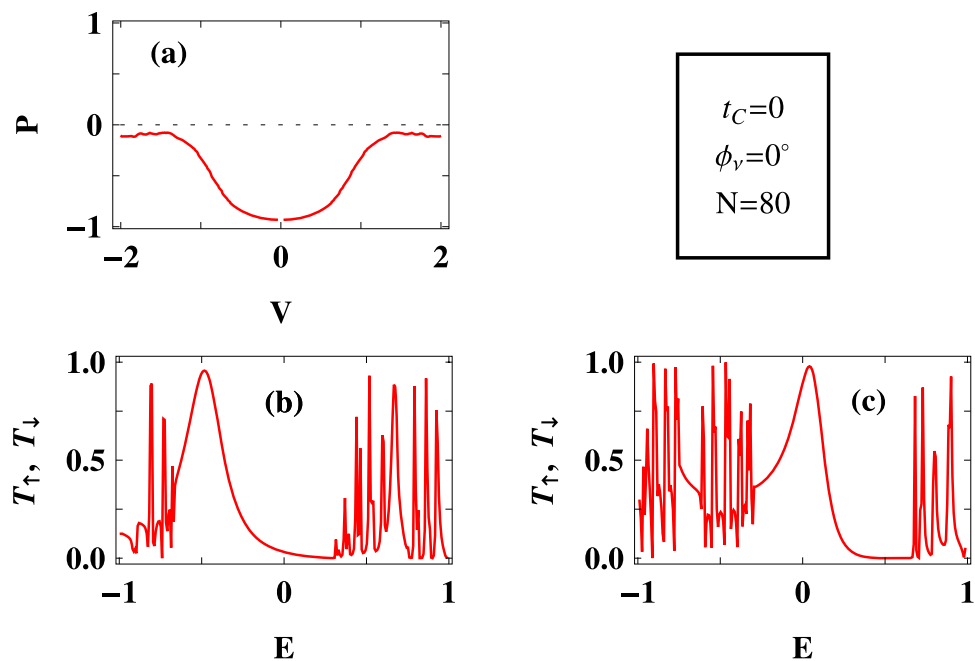 1
(a)
P
0
−1
−2 0 2
V
t_C=0
ϕ_ν=0°
N=80
1.0
(b)
T↑, T↓
0.5
0.0
−1 0 1
E
1.0
(c)
T↑, T↓
0.5
0.0
−1 0 1
E